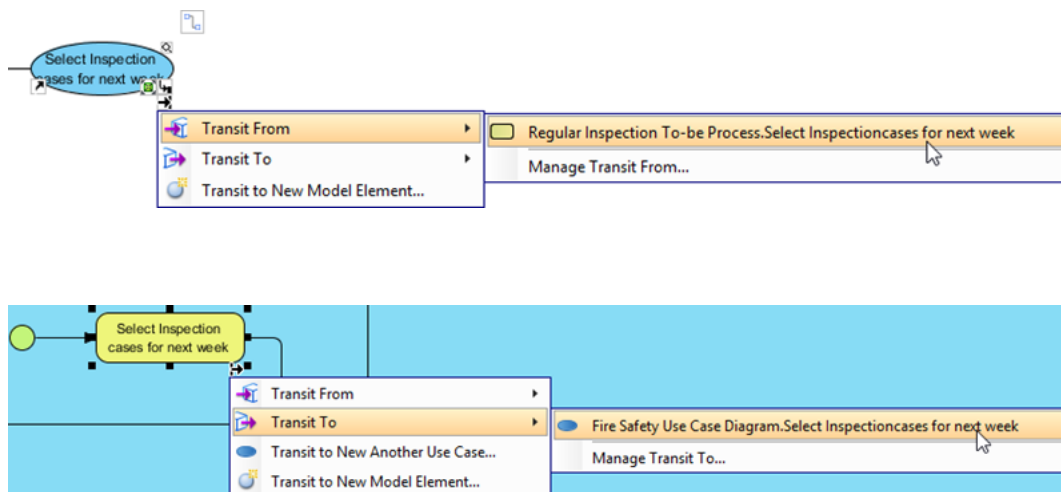 Select Inspection
cases for next week
Transit From
Regular Inspection To-be Process.Select Inspectioncases for next week
Transit To
Manage Transit From...
Transit to New Model Element...
Select Inspection
cases for next week
Transit From
Transit To
Fire Safety Use Case Diagram.Select Inspectioncases for next week
Transit to New Another Use Case...
Manage Transit To...
Transit to New Model Element...